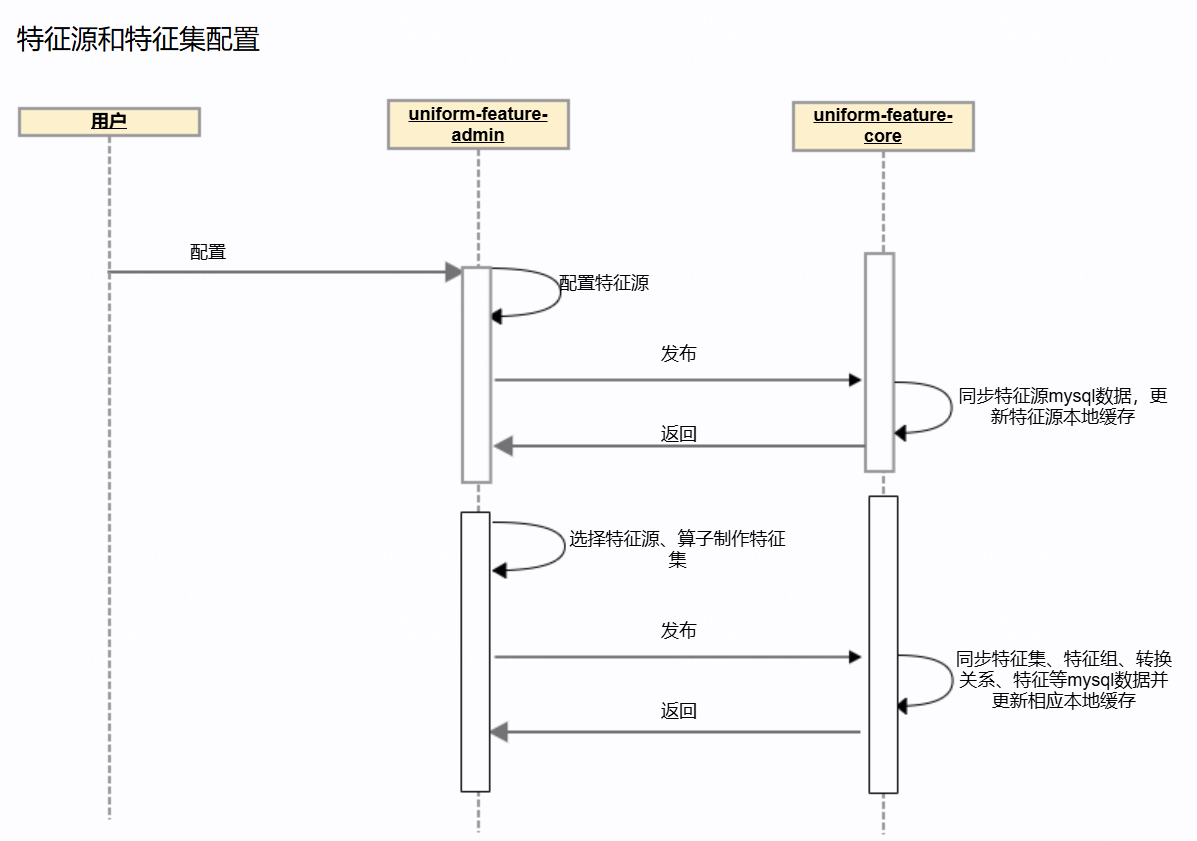 特征源和特征集配置
用户
uniform-feature-
admin
uniform-feature-
core
配置
配置特征源
发布
同步特征源mysql数据，更
新特征源本地缓存
返回
选择特征源、算子制作特征
集
发布
同步特征集、特征组、转换
关系、特征等mysql数据并
更新相应本地缓存
返回